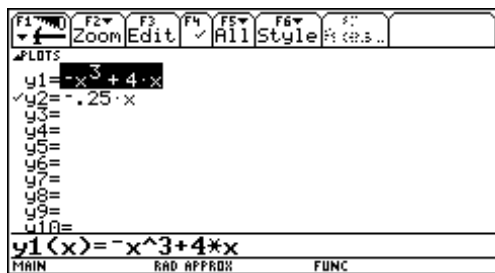 F1 F2 F3 F4 F5 F6
Zoom Edit ✓ All Style
PLOTS
y1=-x³+4·x
✓y2=-.25·x
y3=
y4=
y5=
y6=
y7=
y8=
y9=
y10=
y1(x)=-x^3+4*x
MAIN RAD APPROX FUNC